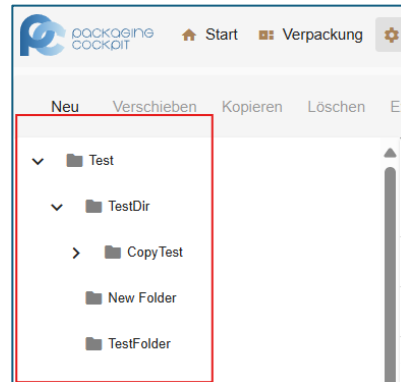 PACKAGING
COCKPIT
Start Verpackung
Neu Verschieben Kopieren Löschen
Test
TestDir
CopyTest
New Folder
TestFolder